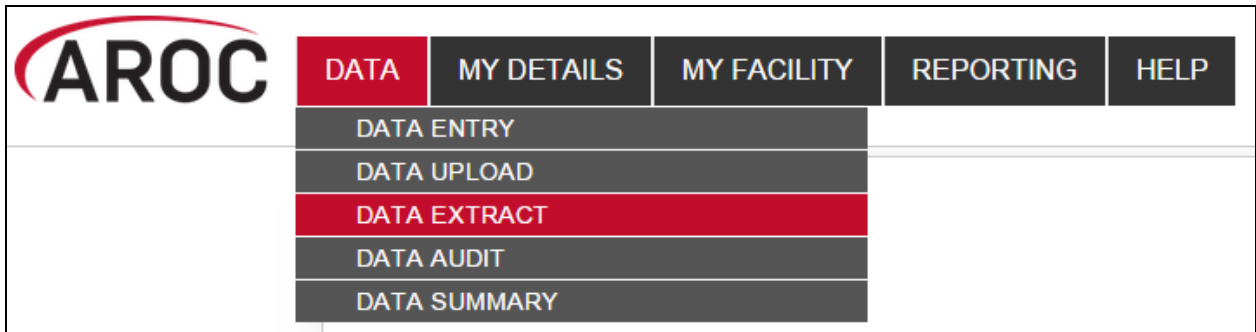 AROC DATA MY DETAILS MY FACILITY REPORTING HELP
DATA ENTRY
DATA UPLOAD
DATA EXTRACT
DATA AUDIT
DATA SUMMARY